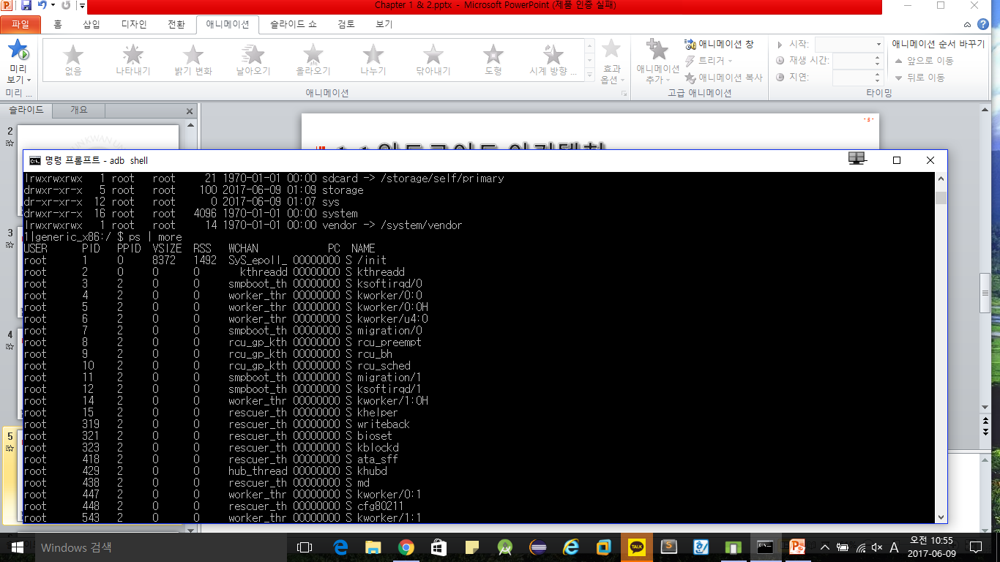 Chapter 1 & 2.pptx - Microsoft PowerPoint (제품 인증 실패)
파일 홈 삽입 디자인 전환 애니메이션 슬라이드 쇼 검토 보기
미리 보기
없음 나타내기 밝기 변화 날아오기 올라오기 나누기 닦아내기 도형 시계 방향 ...
효과 옵션
애니메이션 추가
애니메이션 창
트리거
애니메이션 복사
시작:
재생 시간:
지연:
애니메이션 순서 바꾸기
앞으로 이동
뒤로 이동
미리 ... 애니메이션 고급 애니메이션 타이밍
슬라이드 개요
2
3
4
5
- 5 -
명령 프롬프트 - adb shell
lrwxrwxrwx 1 root root 21 1970-01-01 00:00 sdcard -> /storage/self/primary
drwxr-xr-x 5 root root 100 2017-06-09 01:09 storage
dr-xr-xr-x 12 root root 0 2017-06-09 01:07 sys
drwxr-xr-x 16 root root 4096 1970-01-01 00:00 system
lrwxrwxrwx 1 root root 14 1970-01-01 00:00 vendor -> /system/vendor
1|generic_x86:/ $ ps | more
USER PID PPID VSIZE RSS WCHAN PC NAME
root 1 0 8372 1492 SyS_epoll_ 00000000 S /init
root 2 0 0 0 kthreadd 00000000 S kthreadd
root 3 2 0 0 smpboot_th 00000000 S ksoftirqd/0
root 4 2 0 0 worker_thr 00000000 S kworker/0:0
root 5 2 0 0 worker_thr 00000000 S kworker/0:0H
root 6 2 0 0 worker_thr 00000000 S kworker/u4:0
root 7 2 0 0 smpboot_th 00000000 S migration/0
root 8 2 0 0 rcu_gp_kth 00000000 S rcu_preempt
root 9 2 0 0 rcu_gp_kth 00000000 S rcu_bh
root 10 2 0 0 rcu_gp_kth 00000000 S rcu_sched
root 11 2 0 0 smpboot_th 00000000 S migration/1
root 12 2 0 0 smpboot_th 00000000 S ksoftirqd/1
root 14 2 0 0 worker_thr 00000000 S kworker/1:0H
root 15 2 0 0 rescuer_th 00000000 S khelper
root 319 2 0 0 rescuer_th 00000000 S writeback
root 321 2 0 0 rescuer_th 00000000 S bioset
root 323 2 0 0 rescuer_th 00000000 S kblockd
root 418 2 0 0 rescuer_th 00000000 S ata_sff
root 429 2 0 0 hub_thread 00000000 S khubd
root 438 2 0 0 rescuer_th 00000000 S md
root 447 2 0 0 worker_thr 00000000 S kworker/0:1
root 448 2 0 0 rescuer_th 00000000 S cfg80211
root 543 2 0 0 worker_thr 00000000 S kworker/1:1
Windows 검색
TALK
A
오전 10:55
2017-06-09